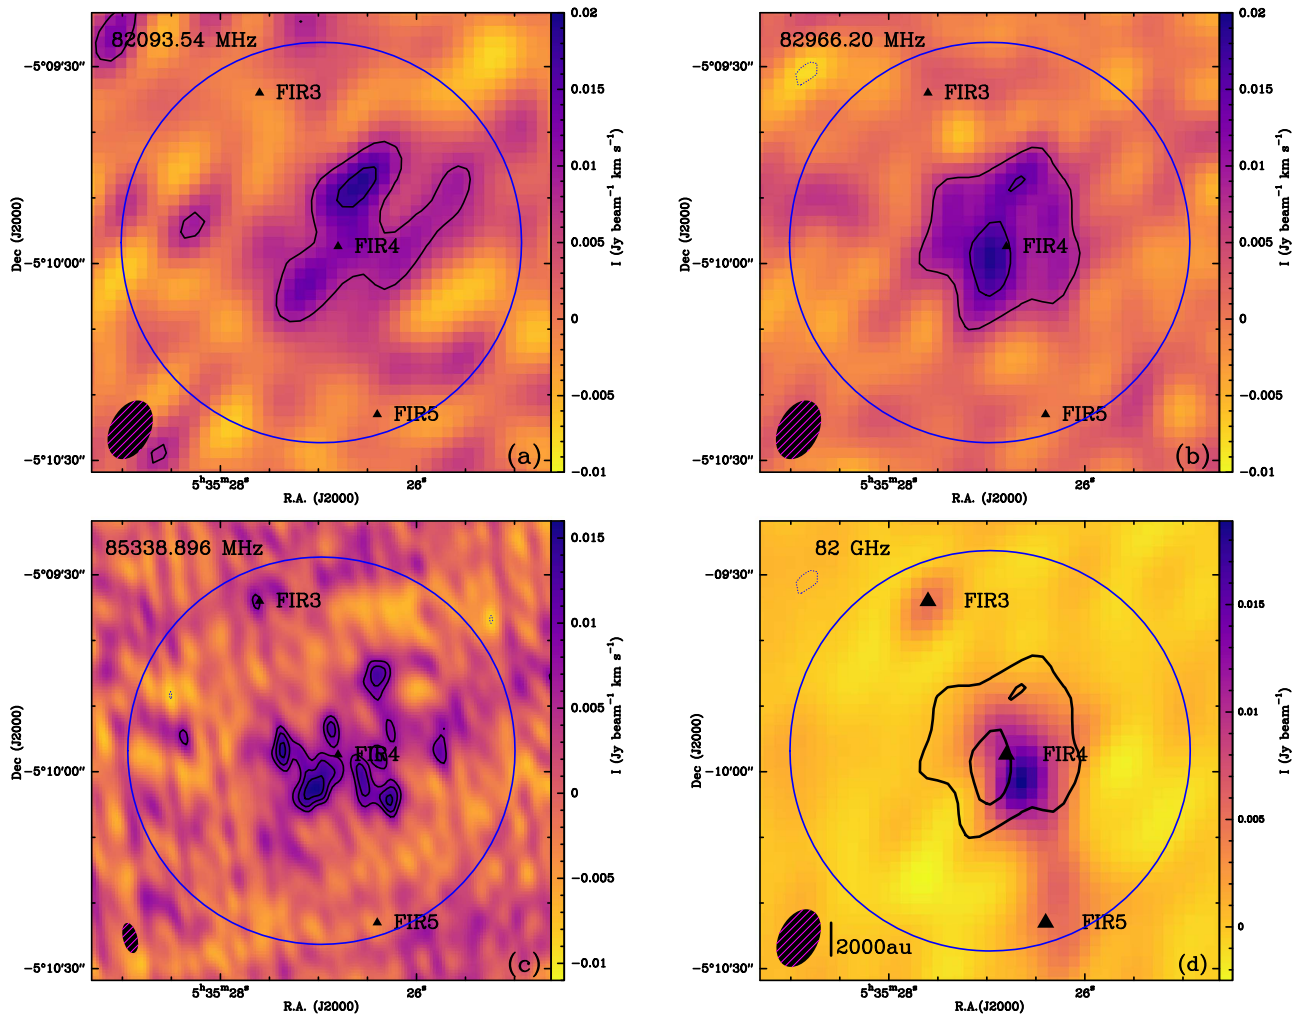 82093.54 MHz
FIR3
FIR4
FIR5
(a)
−5°09′30″
−5°10′00″
−5°10′30″
Dec (J2000)
5ʰ35ᵐ28ˢ
26ˢ
R.A. (J2000)
0.02
0.015
0.01
0.005
0
−0.005
−0.01
I (Jy beam⁻¹ km s⁻¹)
82966.20 MHz
FIR3
FIR4
FIR5
(b)
−5°09′30″
−5°10′00″
−5°10′30″
Dec (J2000)
5ʰ35ᵐ28ˢ
26ˢ
R.A. (J2000)
0.02
0.015
0.01
0.005
0
−0.005
−0.01
I (Jy beam⁻¹ km s⁻¹)
85338.896 MHz
FIR3
FIR4
FIR5
(c)
−5°09′30″
−5°10′00″
−5°10′30″
Dec (J2000)
5ʰ35ᵐ28ˢ
26ˢ
R.A. (J2000)
0.015
0.01
0.005
0
−0.005
−0.01
I (Jy beam⁻¹ km s⁻¹)
82 GHz
FIR3
FIR4
FIR5
2000au
(d)
−09′30″
−10′00″
−5°10′30″
Dec (J2000)
5ʰ35ᵐ28ˢ
26ˢ
R.A.(J2000)
0.015
0.01
0.005
0
I (Jy beam⁻¹)